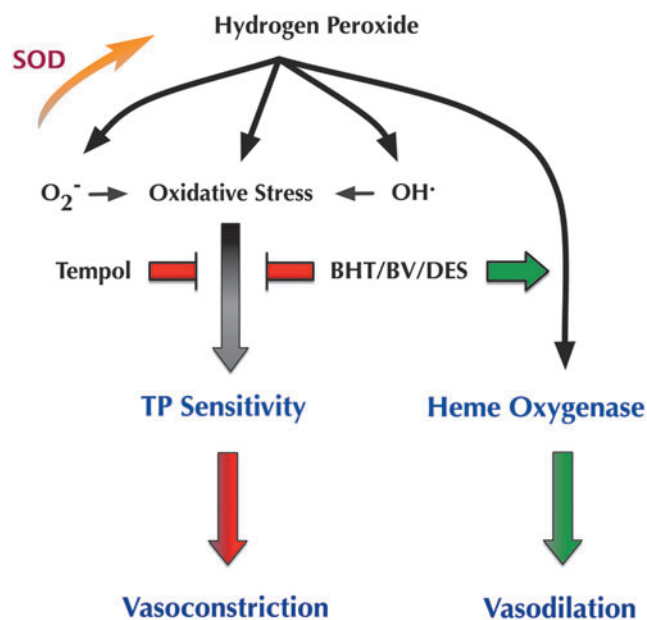 Hydrogen Peroxide
SOD
O₂⁻ Oxidative Stress OH·
Tempol BHT/BV/DES
TP Sensitivity Heme Oxygenase
Vasoconstriction Vasodilation